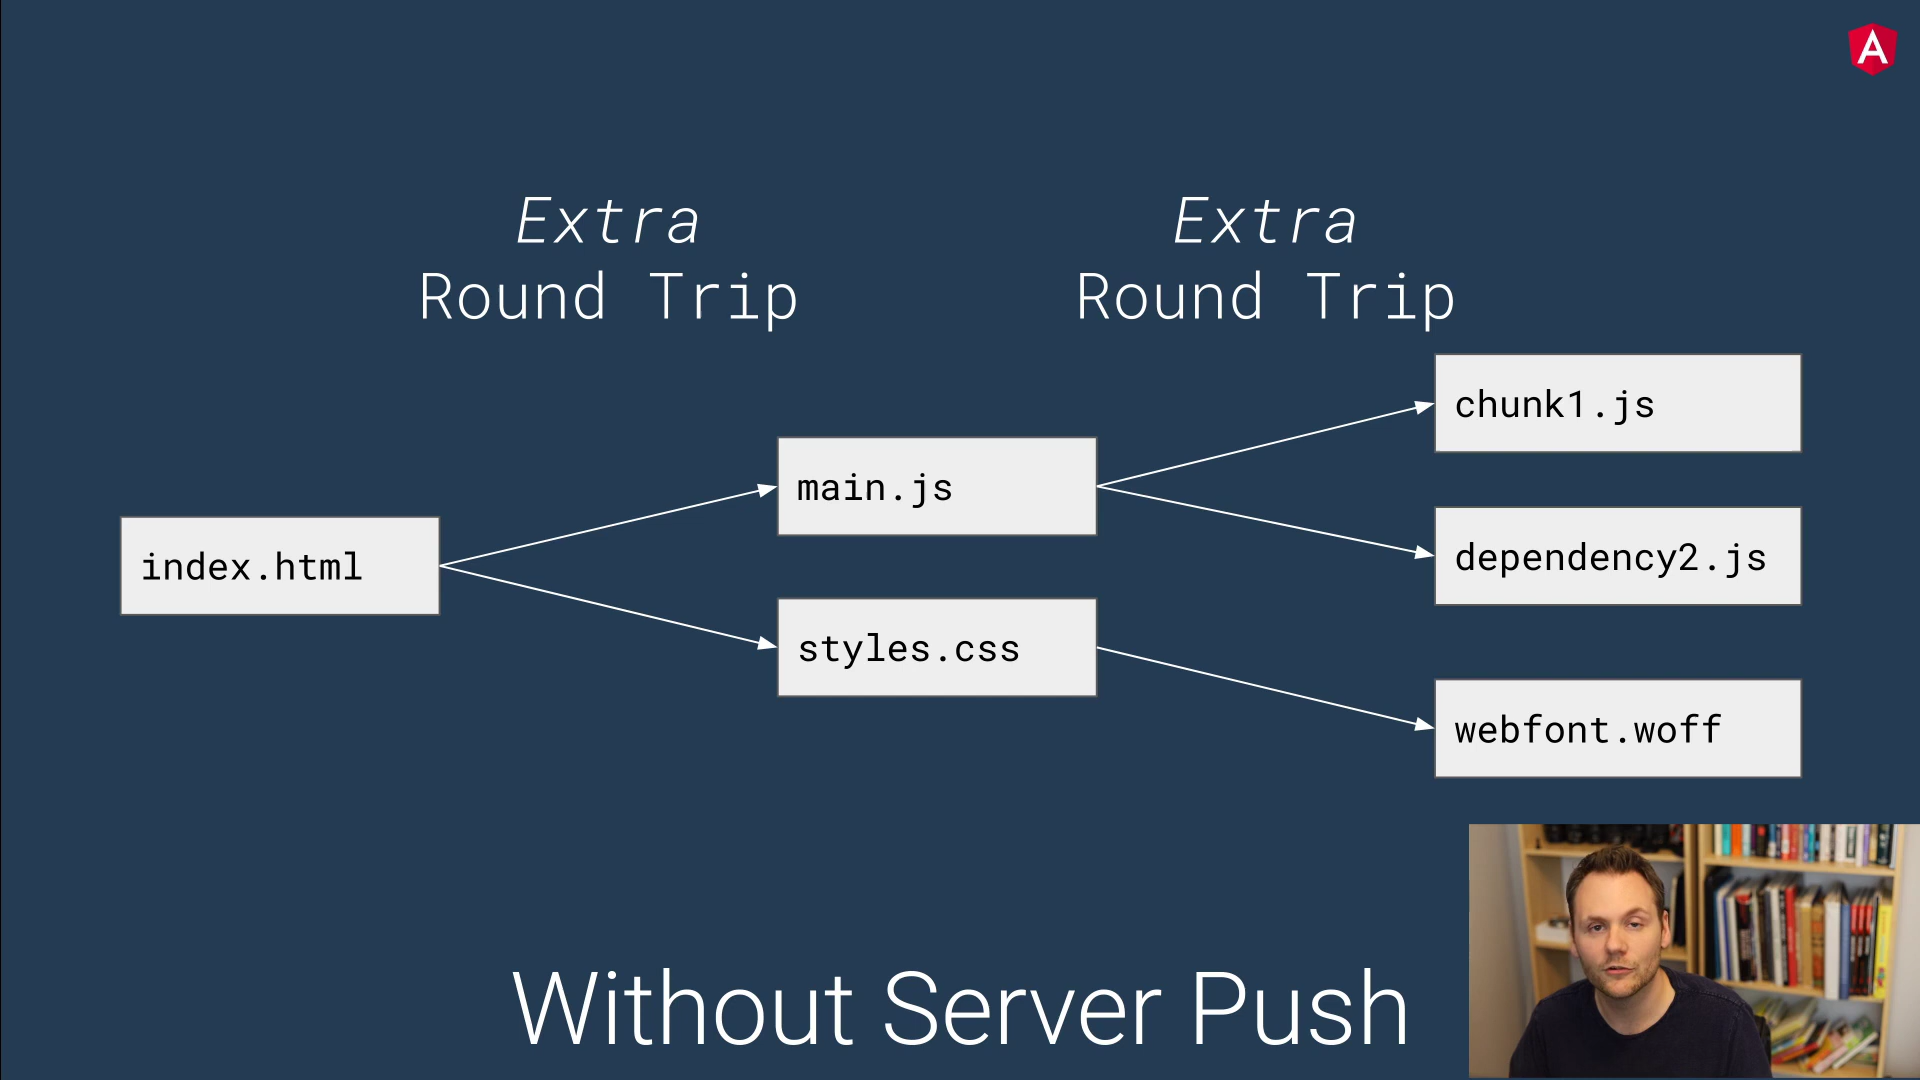 Extra
Round Trip
Extra
Round Trip
index.html
main.js
styles.css
chunk1.js
dependency2.js
webfont.woff
Without Server Push
A